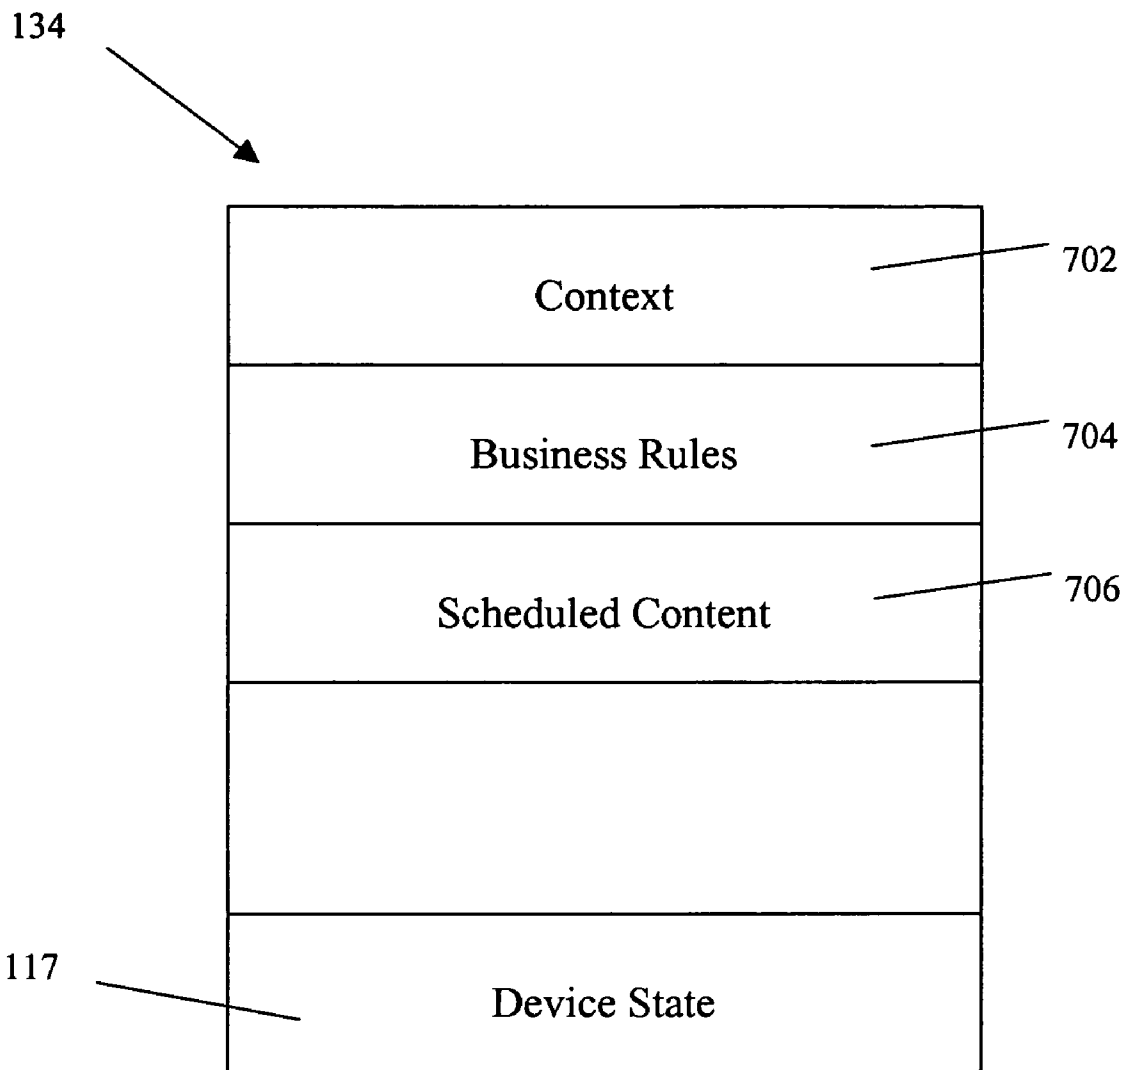 134
702
Context
704
Business Rules
706
Scheduled Content
117
Device State